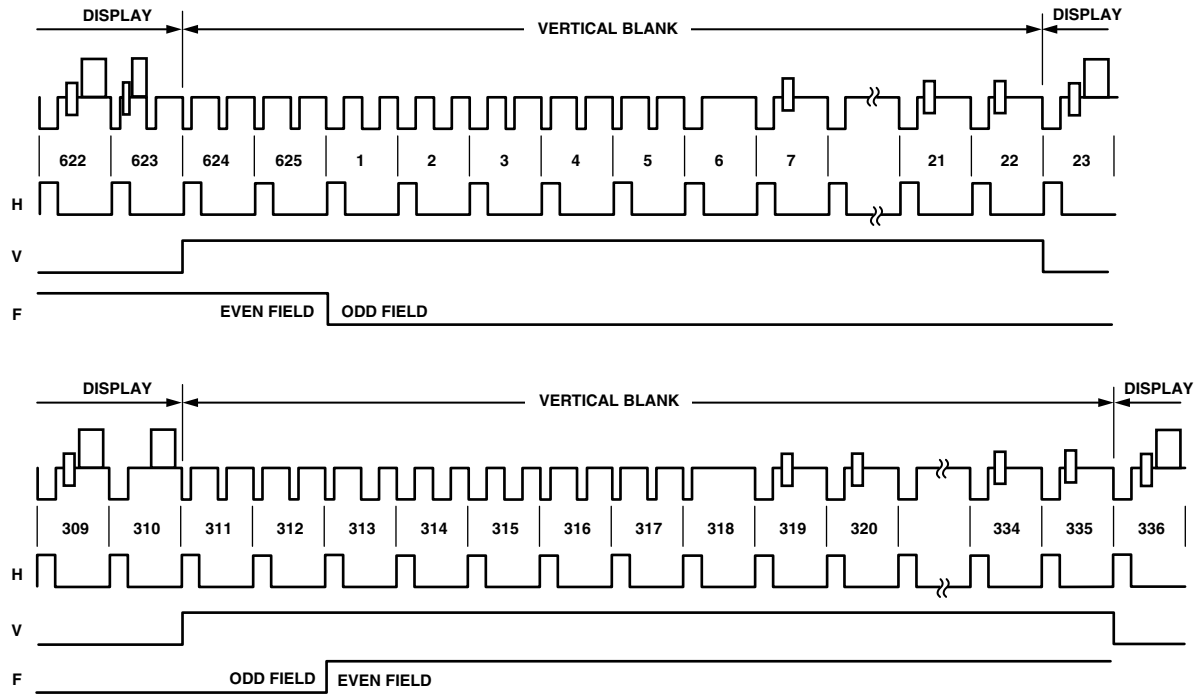 DISPLAY VERTICAL BLANK DISPLAY
622 623 624 625 1 2 3 4 5 6 7 21 22 23
H
V
F EVEN FIELD ODD FIELD
DISPLAY VERTICAL BLANK DISPLAY
309 310 311 312 313 314 315 316 317 318 319 320 334 335 336
H
V
F ODD FIELD EVEN FIELD